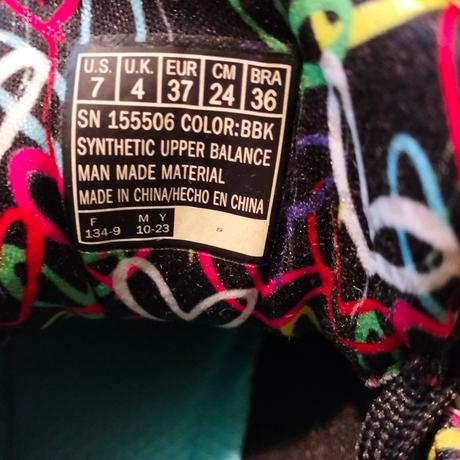 U.S. U.K. EUR CM BRA
7 4 37 24 36
SN 155506 COLOR:BBK
SYNTHETIC UPPER BALANCE
MAN MADE MATERIAL
MADE IN CHINA/HECHO EN CHINA
F M Y
134-9 10-23